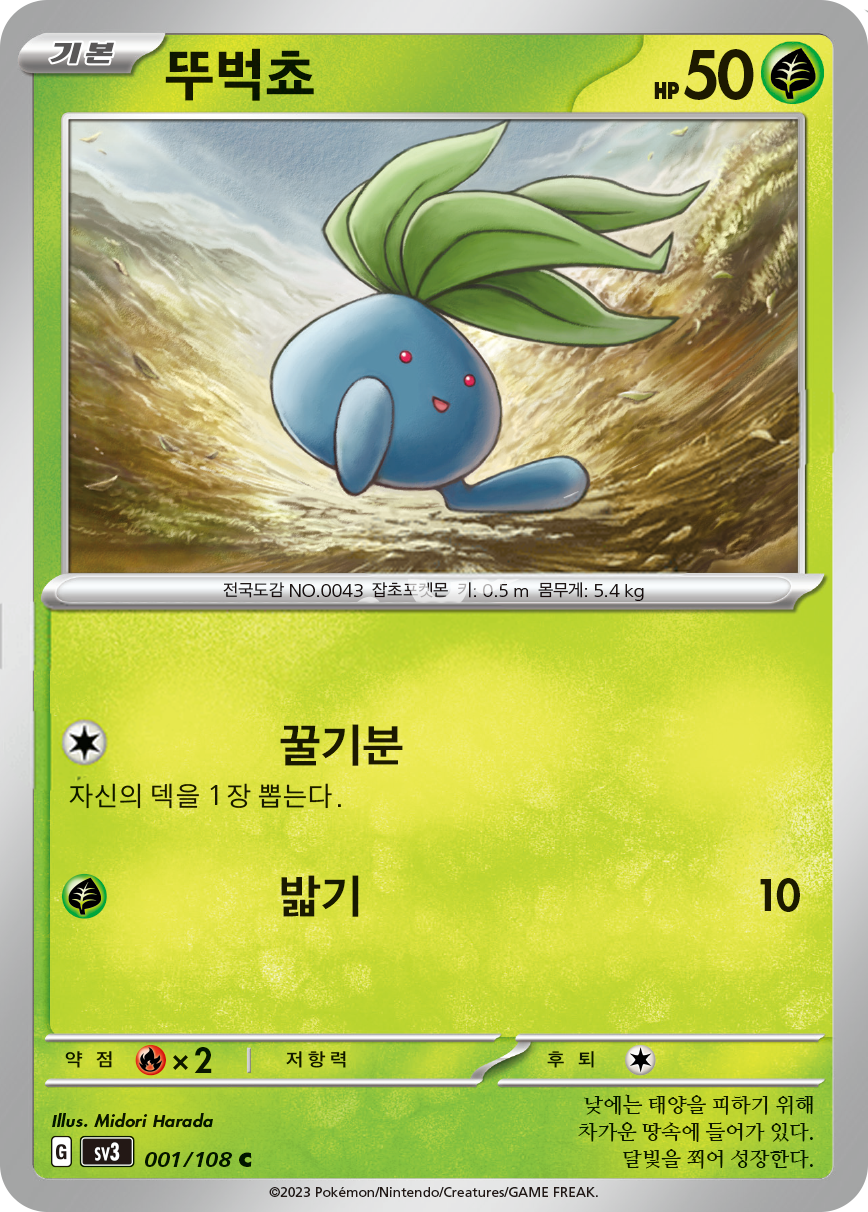 기본
뚜벅쵸
HP 50
전국도감 NO.0043 잡초포켓몬 키: 0.5 m 몸무게: 5.4 kg
꿀기분
자신의 덱을 1장 뽑는다.
밟기 10
약점 ×2 저항력 후퇴
Illus. Midori Harada
G sv3 001/108 C
낮에는 태양을 피하기 위해
차가운 땅속에 들어가 있다.
달빛을 쬐어 성장한다.
©2023 Pokémon/Nintendo/Creatures/GAME FREAK.